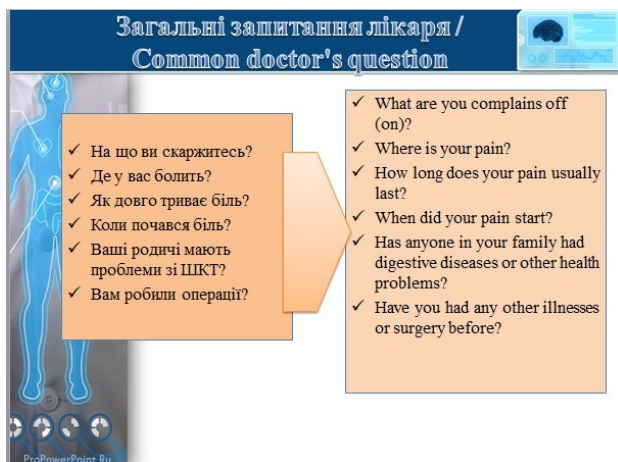 Загальні запитання лікаря /
Common doctor's question
На що ви скаржитесь?
Де у вас болить?
Як довго триває біль?
Коли почався біль?
Ваші родичі мають
проблеми зі ШКТ?
Вам робили операції?
What are you complains off
(on)?
Where is your pain?
How long does your pain usually
last?
When did your pain start?
Has anyone in your family had
digestive diseases or other health
problems?
Have you had any other illnesses
or surgery before?
ProPowerPoint.Ru